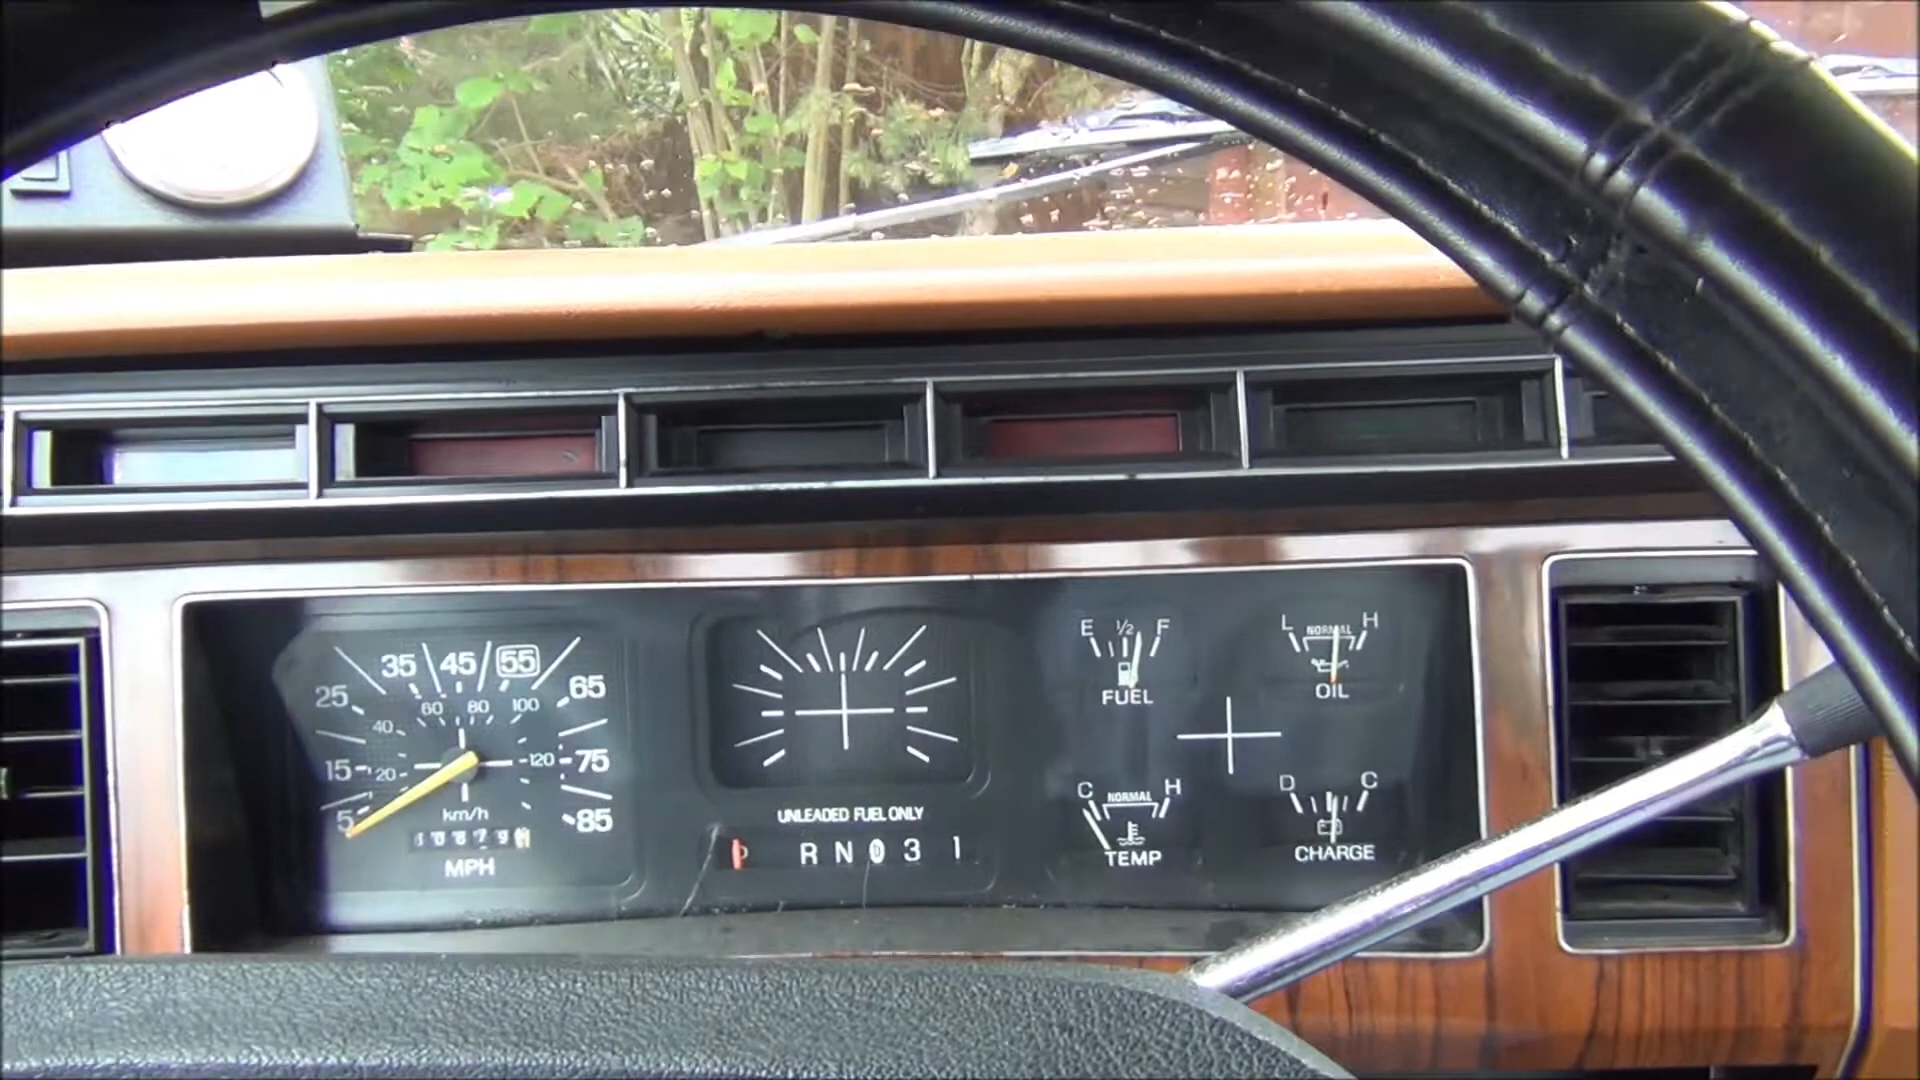 35 45 55
25 65
60 80 100
40
15 20 120 75
5 85
km/h
MPH
UNLEADED FUEL ONLY
P R N D 3 1
E 1/2 F
FUEL
L NORMAL H
OIL
C NORMAL H
TEMP
D C
CHARGE